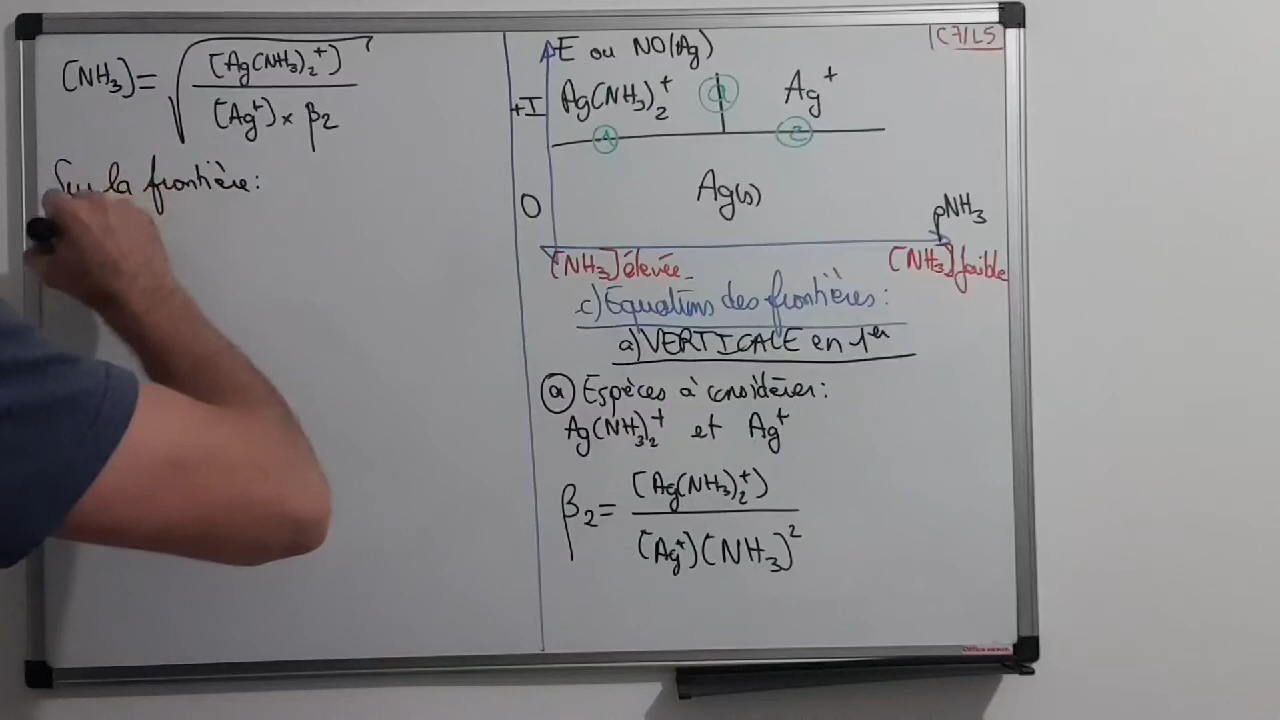 [NH₃] = √([Ag(NH₃)₂⁺] / [Ag⁺] × β₂)
Sur la frontière :
C7/L5
E ou NO(Ag)
+I Ag(NH₃)₂⁺ Ag⁺
0 Ag(s)
pNH₃
[NH₃] élevée [NH₃] faible
c) Equations des frontières :
a) VERTICALE en 1er
(a) Espèces à considérer :
Ag(NH₃)₂⁺ et Ag⁺
β₂ = [Ag(NH₃)₂⁺] / [Ag⁺][NH₃]²